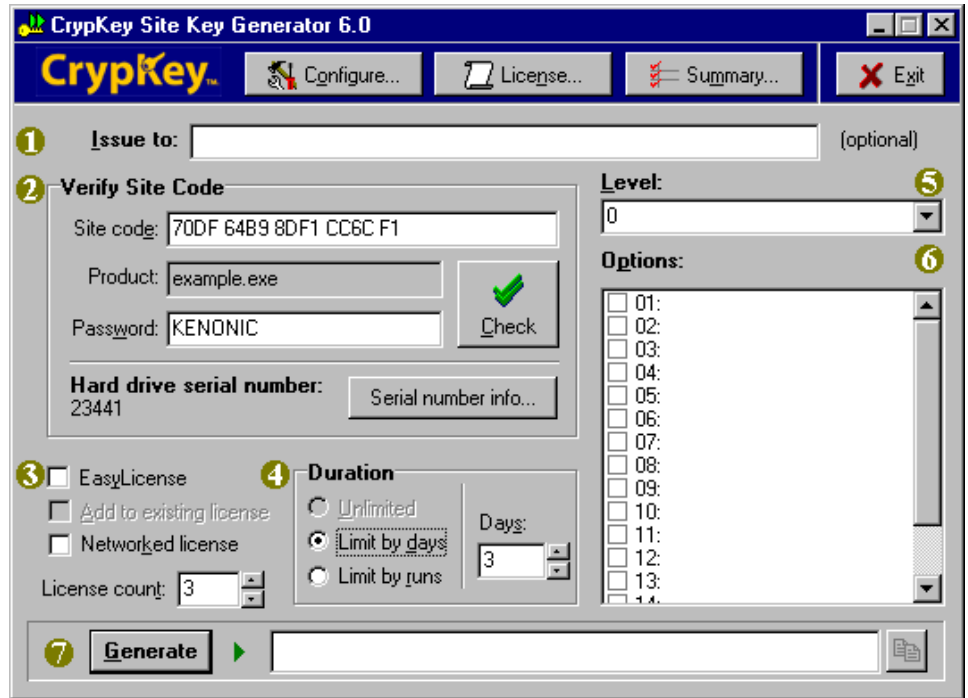 CrypKey Site Key Generator 6.0
CrypKey™ Configure... License... Summary... Exit
1 Issue to: (optional)
2 Verify Site Code
Site code: 70DF 64B9 8DF1 CC6C F1
Product: example.exe
Password: KENONIC
Check
Hard drive serial number:
23441
Serial number info...
Level: 5
0
Options: 6
01:
02:
03:
04:
05:
06:
07:
08:
09:
10:
11:
12:
13:
14:
3 EasyLicense
Add to existing license
Networked license
License count: 3
4 Duration
Unlimited
Limit by days
Limit by runs
Days:
3
7 Generate